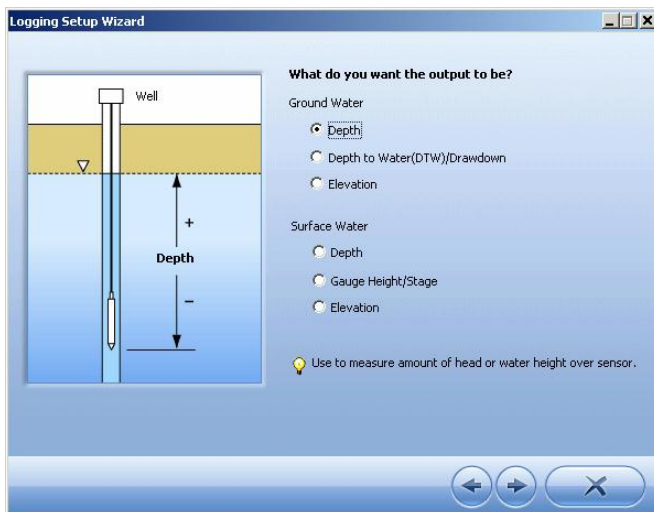 Logging Setup Wizard
Well
+
Depth
–
What do you want the output to be?
Ground Water
Depth
Depth to Water(DTW)/Drawdown
Elevation
Surface Water
Depth
Gauge Height/Stage
Elevation
Use to measure amount of head or water height over sensor.